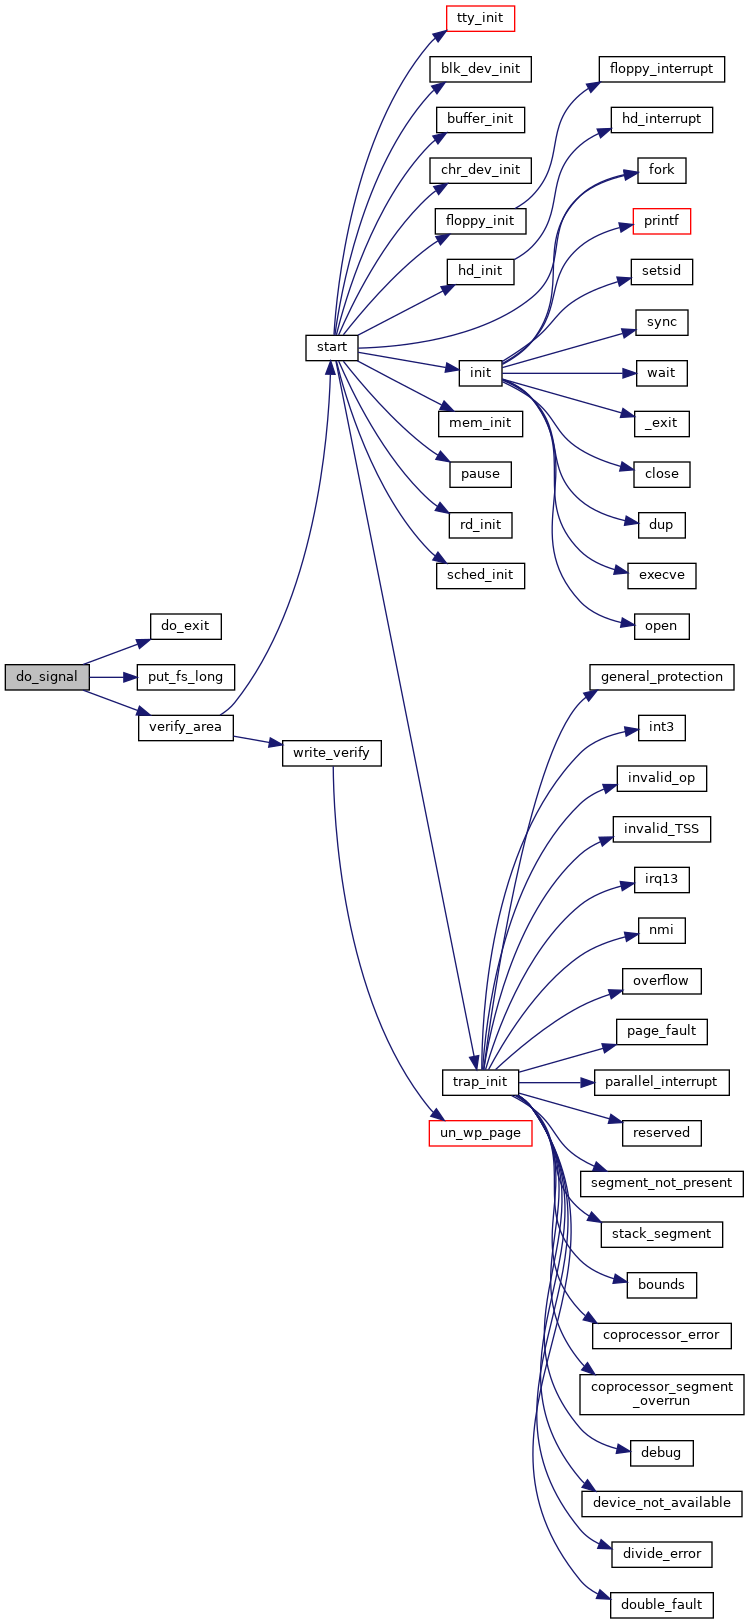 tty_init
blk_dev_init
floppy_interrupt
buffer_init
hd_interrupt
chr_dev_init
fork
floppy_init
printf
hd_init
setsid
sync
start
init
wait
mem_init
_exit
pause
close
rd_init
dup
sched_init
execve
do_exit
open
do_signal
put_fs_long
general_protection
verify_area
int3
write_verify
invalid_op
invalid_TSS
irq13
nmi
overflow
page_fault
trap_init
parallel_interrupt
un_wp_page
reserved
segment_not_present
stack_segment
bounds
coprocessor_error
coprocessor_segment
_overrun
debug
device_not_available
divide_error
double_fault